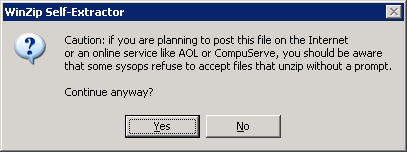 WinZip Self-Extractor
Caution: if you are planning to post this file on the Internet
or an online service like AOL or CompuServe, you should be aware
that some sysops refuse to accept files that unzip without a prompt.
Continue anyway?
Yes No